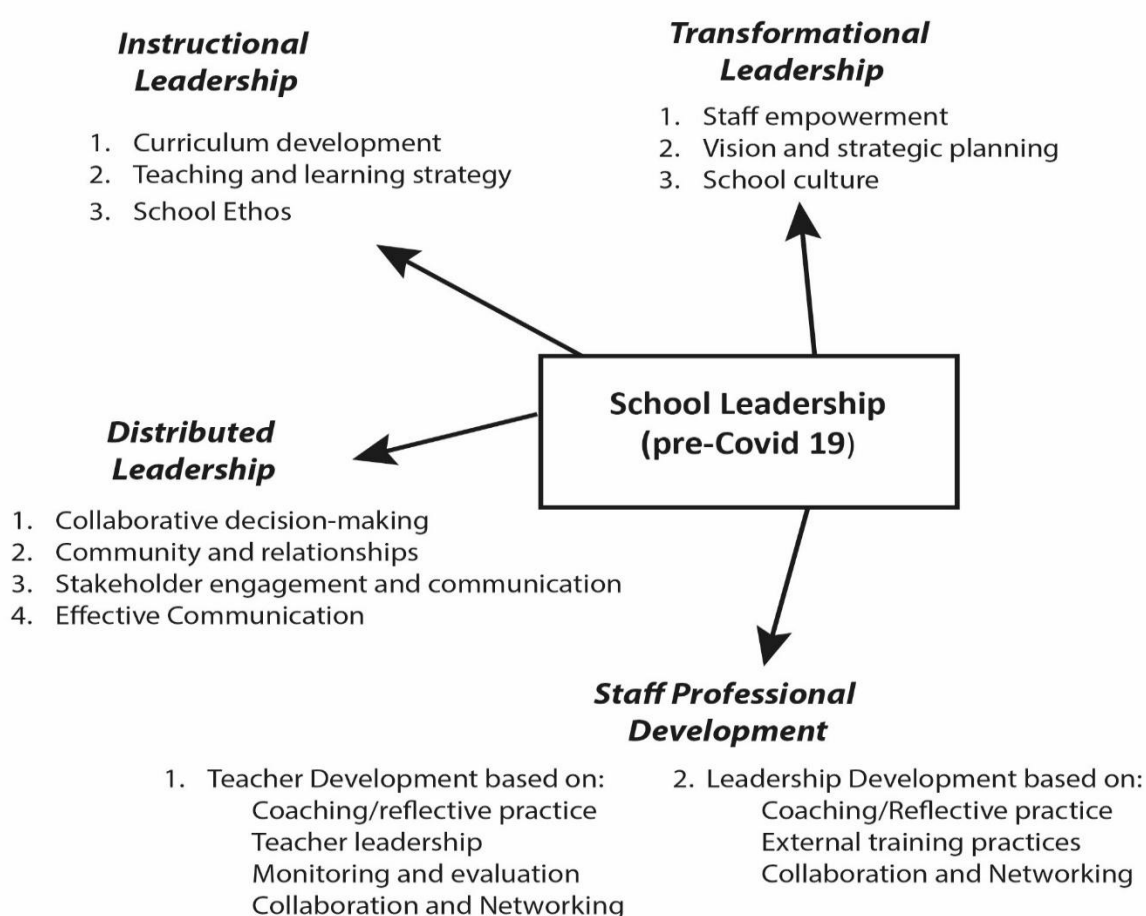 Instructional
Leadership
1. Curriculum development
2. Teaching and learning strategy
3. School Ethos
Transformational
Leadership
1. Staff empowerment
2. Vision and strategic planning
3. School culture
School Leadership
(pre-Covid 19)
Distributed
Leadership
1. Collaborative decision-making
2. Community and relationships
3. Stakeholder engagement and communication
4. Effective Communication
Staff Professional
Development
1. Teacher Development based on:
Coaching/reflective practice
Teacher leadership
Monitoring and evaluation
Collaboration and Networking
2. Leadership Development based on:
Coaching/Reflective practice
External training practices
Collaboration and Networking